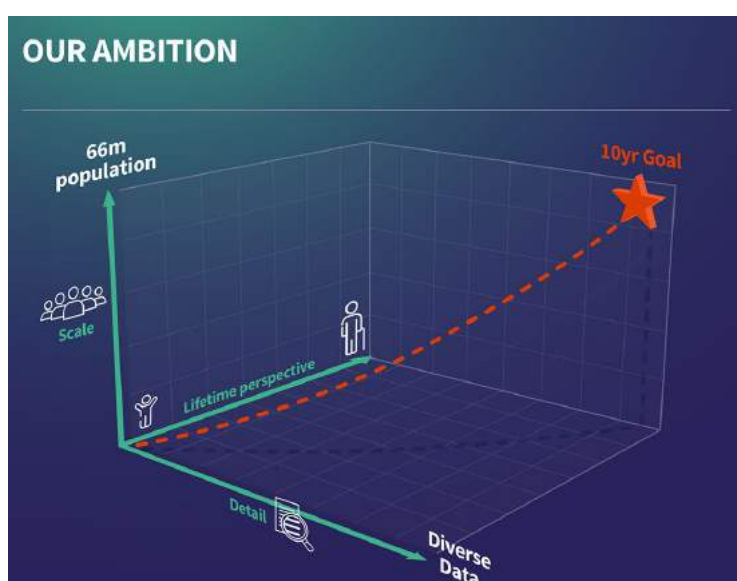 OUR AMBITION
66m
population
10yr Goal
Scale
Lifetime perspective
Detail
Diverse
Data